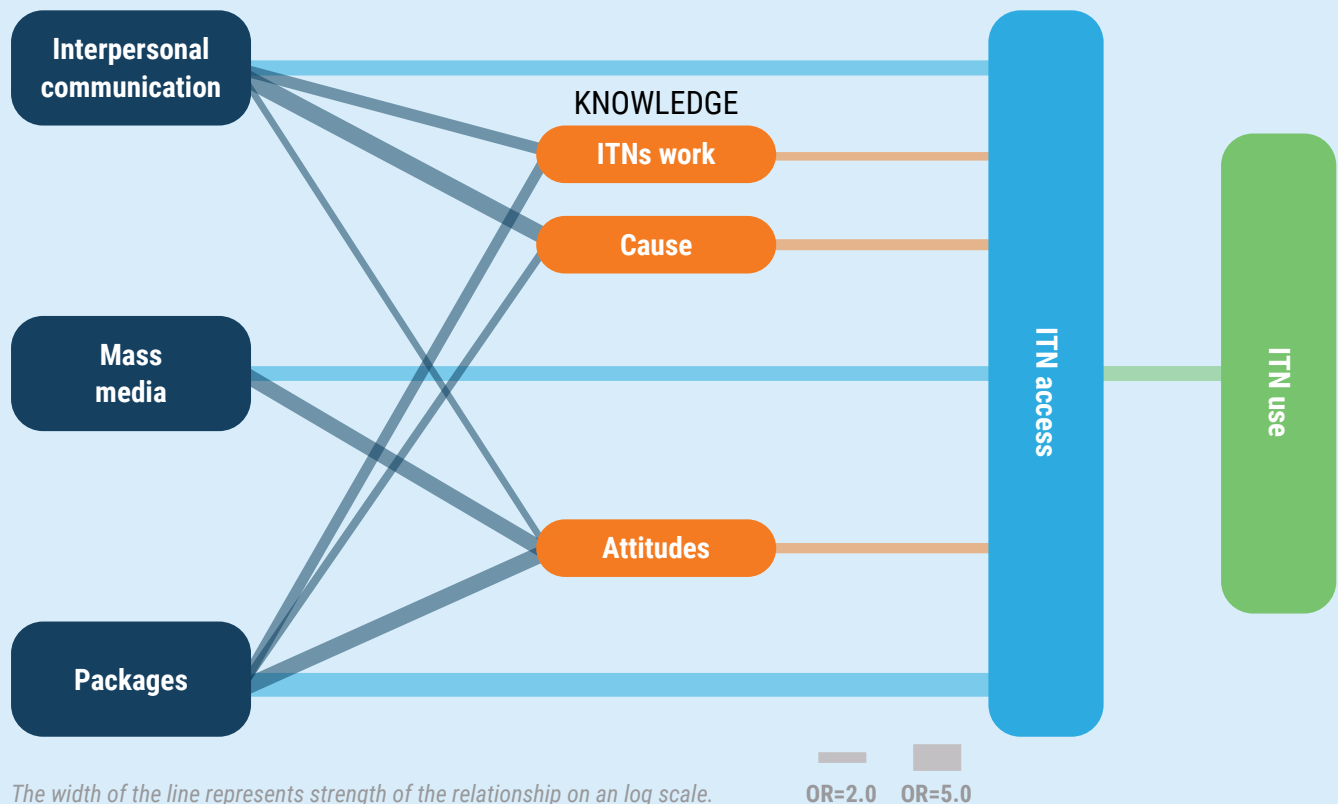 Interpersonal
communication
KNOWLEDGE
ITNs work
Cause
Mass
media
Attitudes
Packages
ITN access
ITN use
The width of the line represents strength of the relationship on an log scale.
OR=2.0
OR=5.0